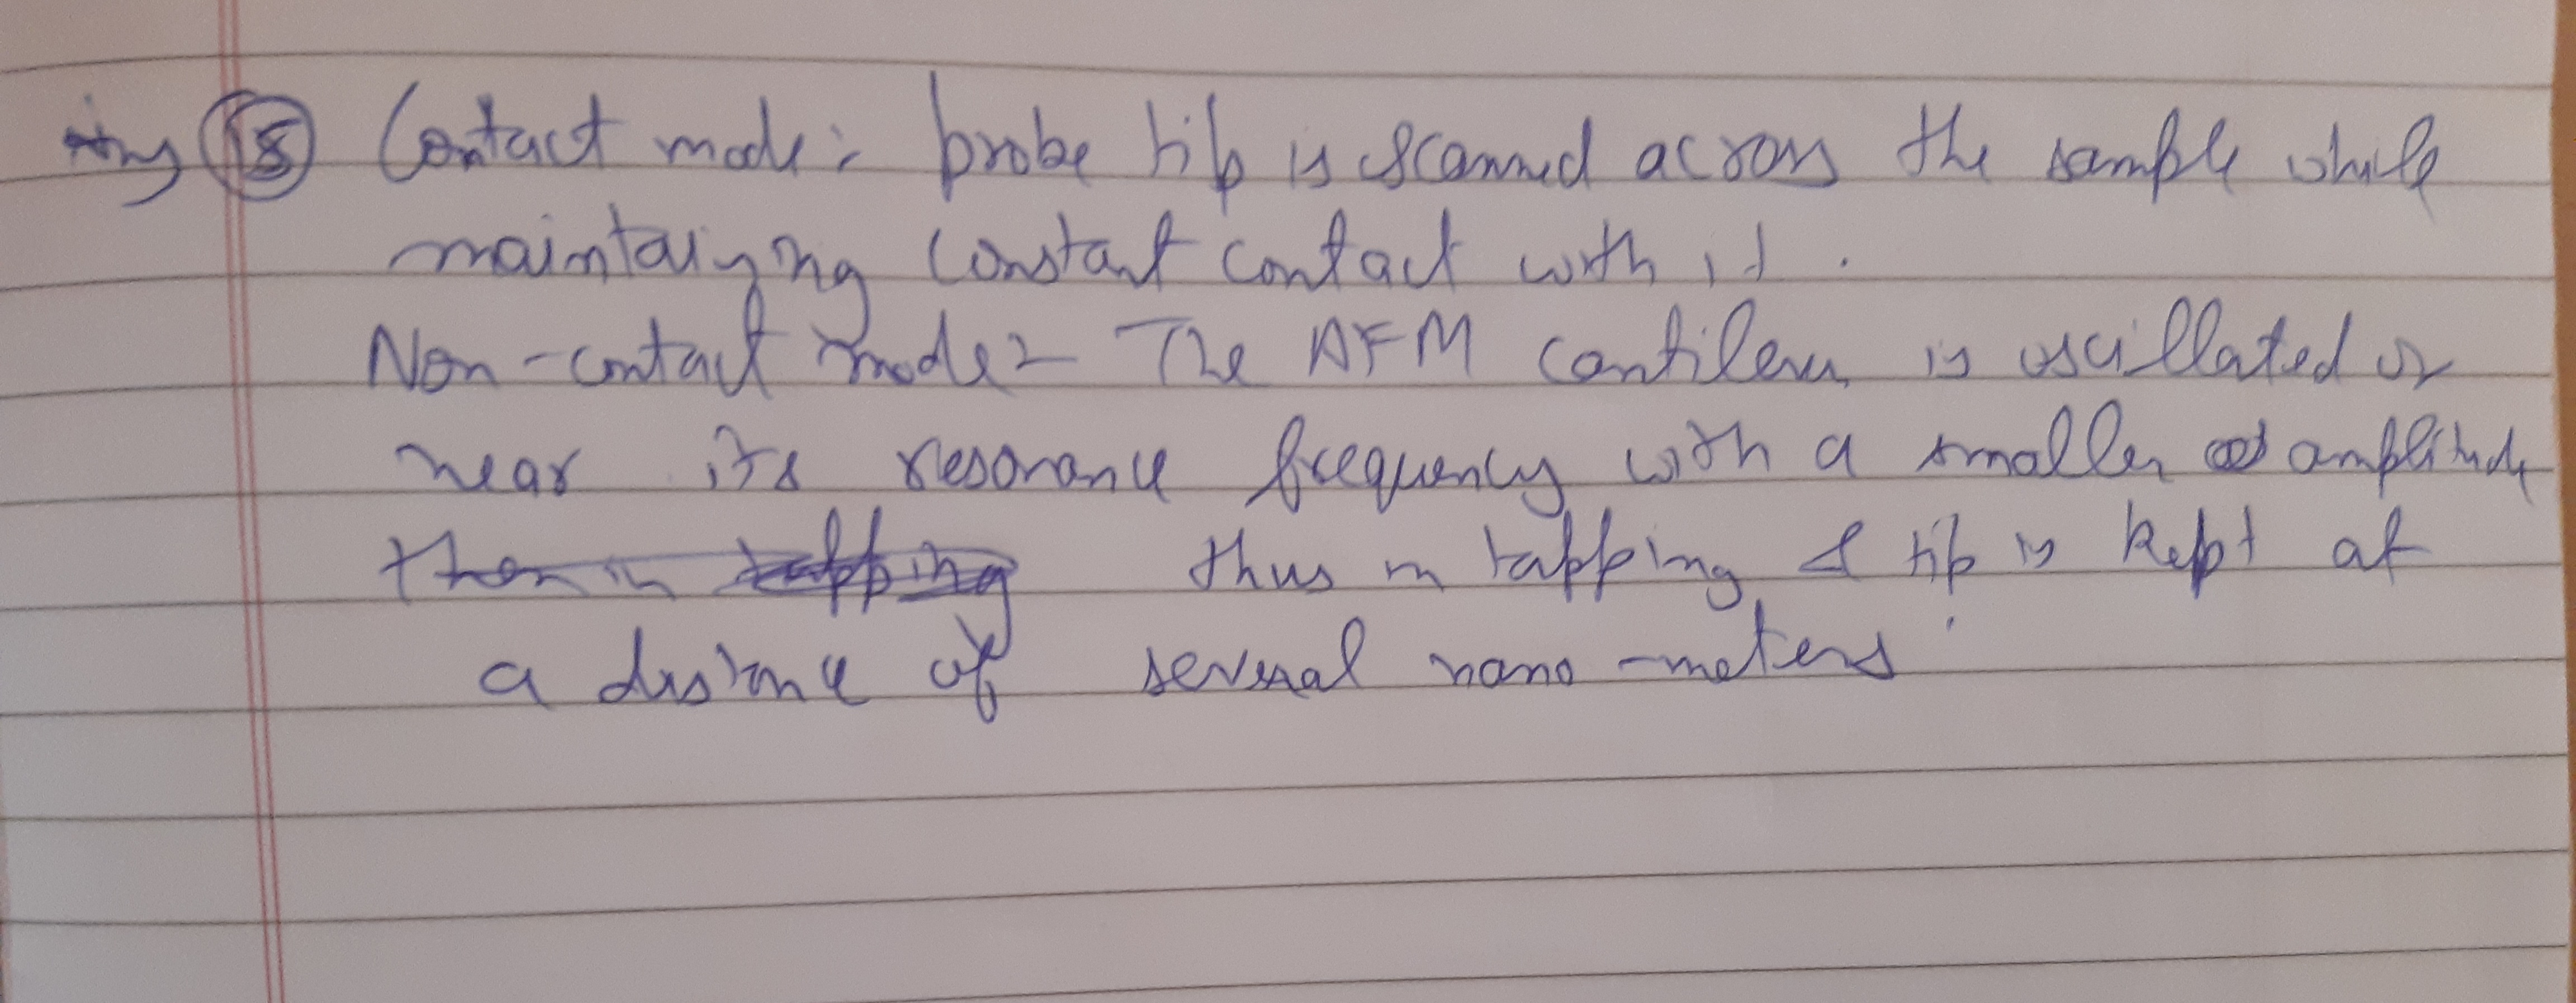 Ans 18 Contact mode: probe tip is scanned across the sample while
maintaining constant contact with it.
Non-contact mode - The AFM cantilever is oscillated or
near its resonance frequency with a smaller amplitude
than in tapping thus in tapping & tip is kept at
a distance of several nano-meters